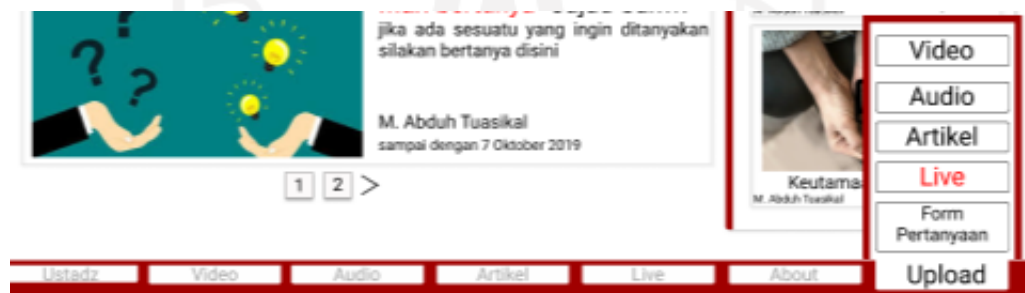 jika ada sesuatu yang ingin ditanyakan
silakan bertanya disini
M. Abduh Tuasikal
sampai dengan 7 Oktober 2019
1 2 >
Keutama
M. Abduh Tuasikal
Video
Audio
Artikel
Live
Form
Pertanyaan
Upload
Ustadz Video Audio Artikel Live About